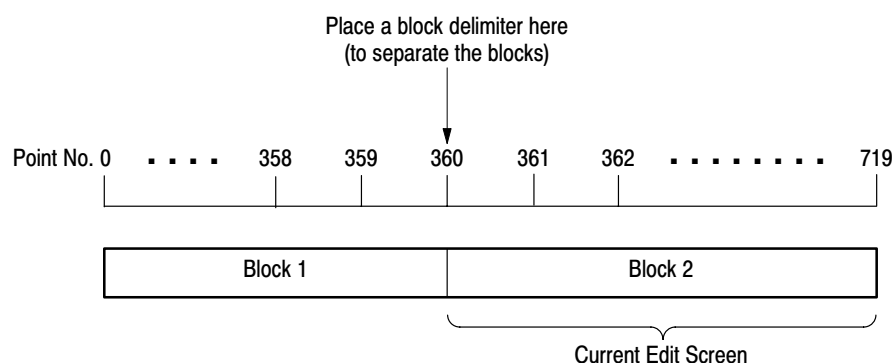 Place a block delimiter here
(to separate the blocks)
Point No. 0 . . . . 358 359 360 361 362 . . . . . . . . 719
Block 1 Block 2
Current Edit Screen